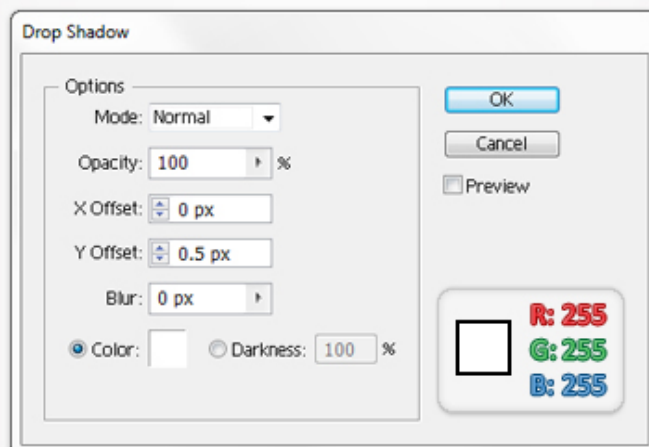 Drop Shadow
Options
Mode: Normal
Opacity: 100 %
X Offset: 0 px
Y Offset: 0.5 px
Blur: 0 px
Color: Darkness: 100 %
OK
Cancel
Preview
R: 255
G: 255
B: 255